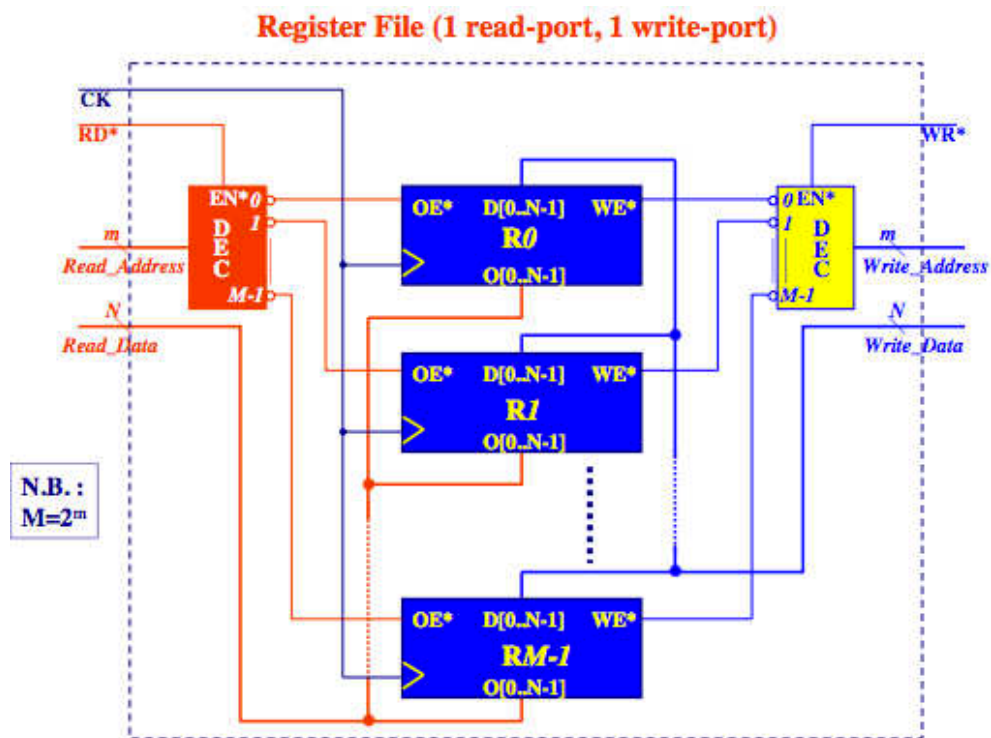 Register File (1 read-port, 1 write-port)
CK
RD*
WR*
EN* 0
1
DEC
M-1
m
Read_Address
N
Read_Data
OE* D[0..N-1] WE*
R0
O[0..N-1]
0 EN*
1
DEC
M-1
m
Write_Address
N
Write_Data
OE* D[0..N-1] WE*
R1
O[0..N-1]
N.B. :
M=2ᵐ
OE* D[0..N-1] WE*
RM-1
O[0..N-1]